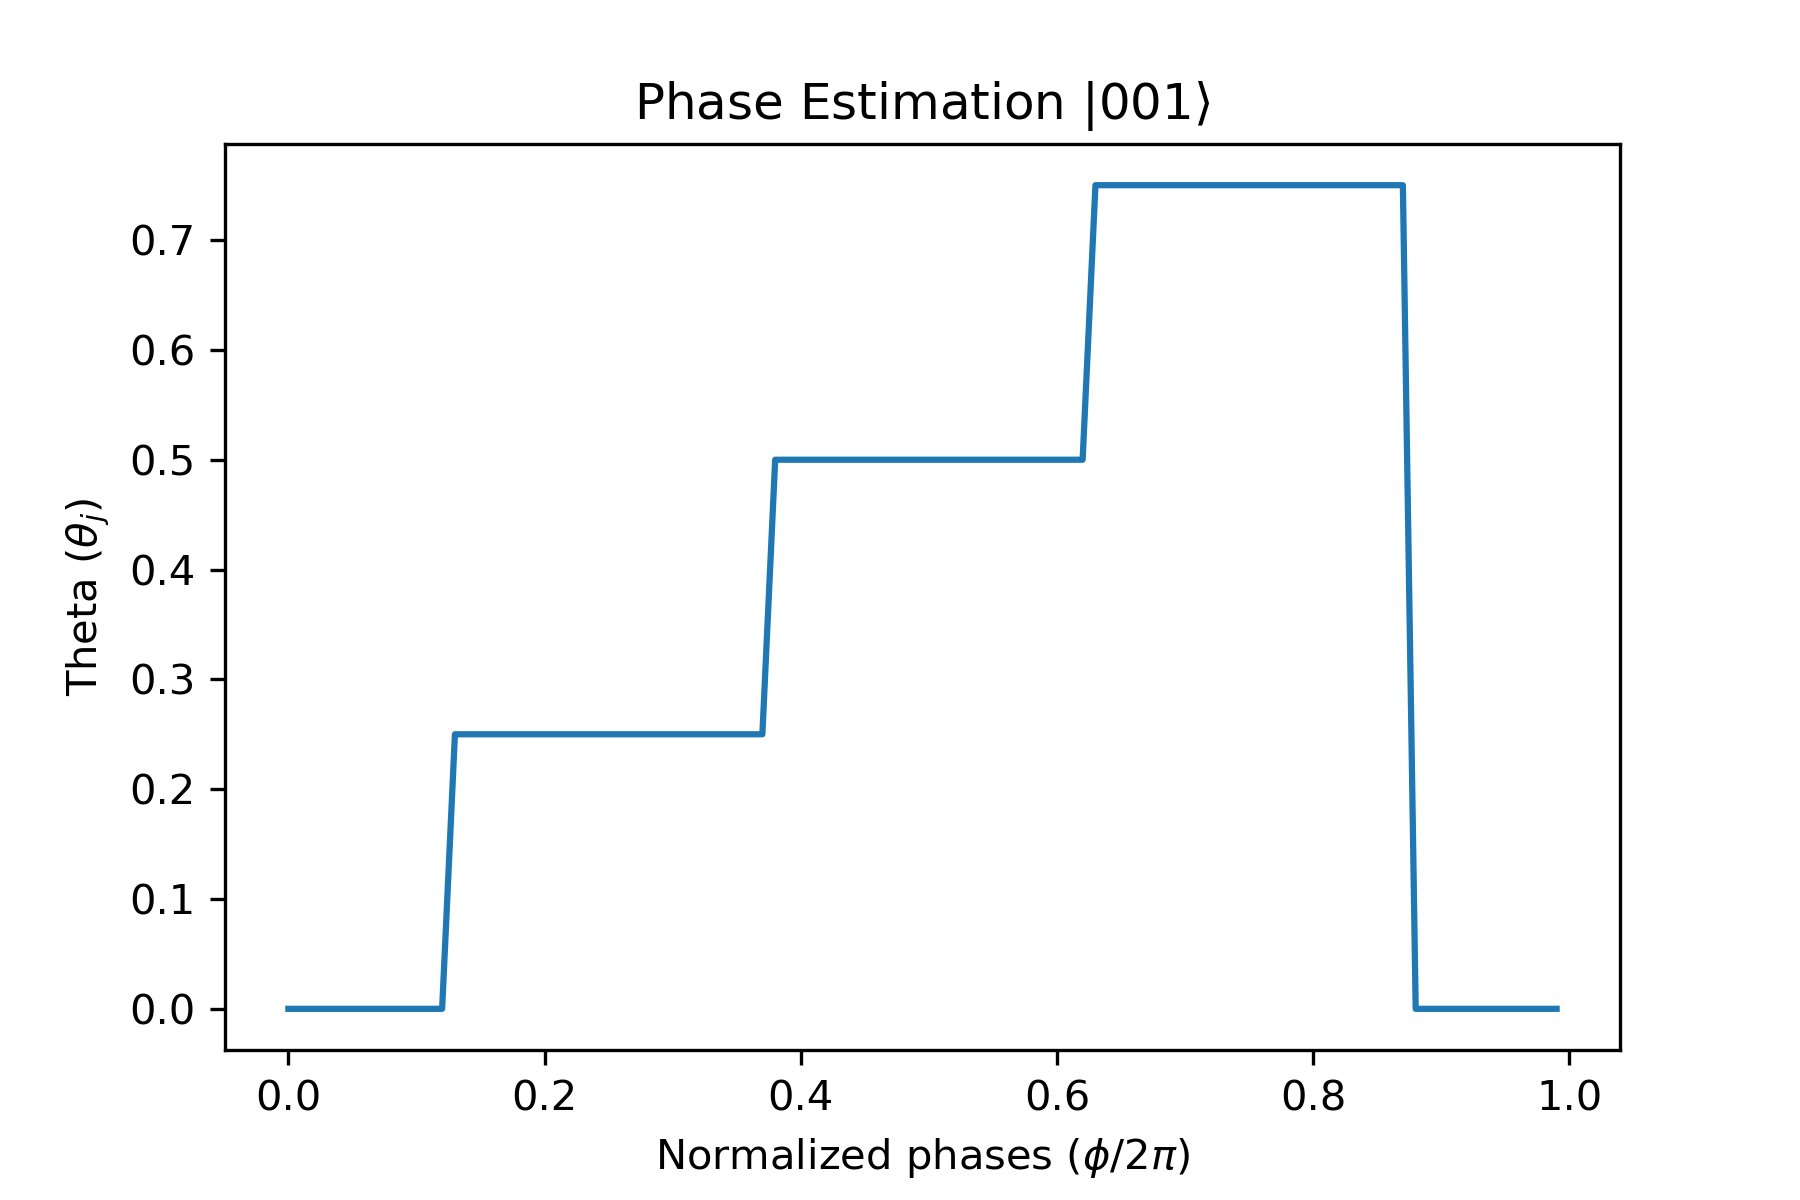 Phase Estimation |001⟩
0.7
0.6
0.5
0.4
0.3
0.2
0.1
0.0
Theta (θj)
0.0 0.2 0.4 0.6 0.8 1.0
Normalized phases (ϕ/2π)